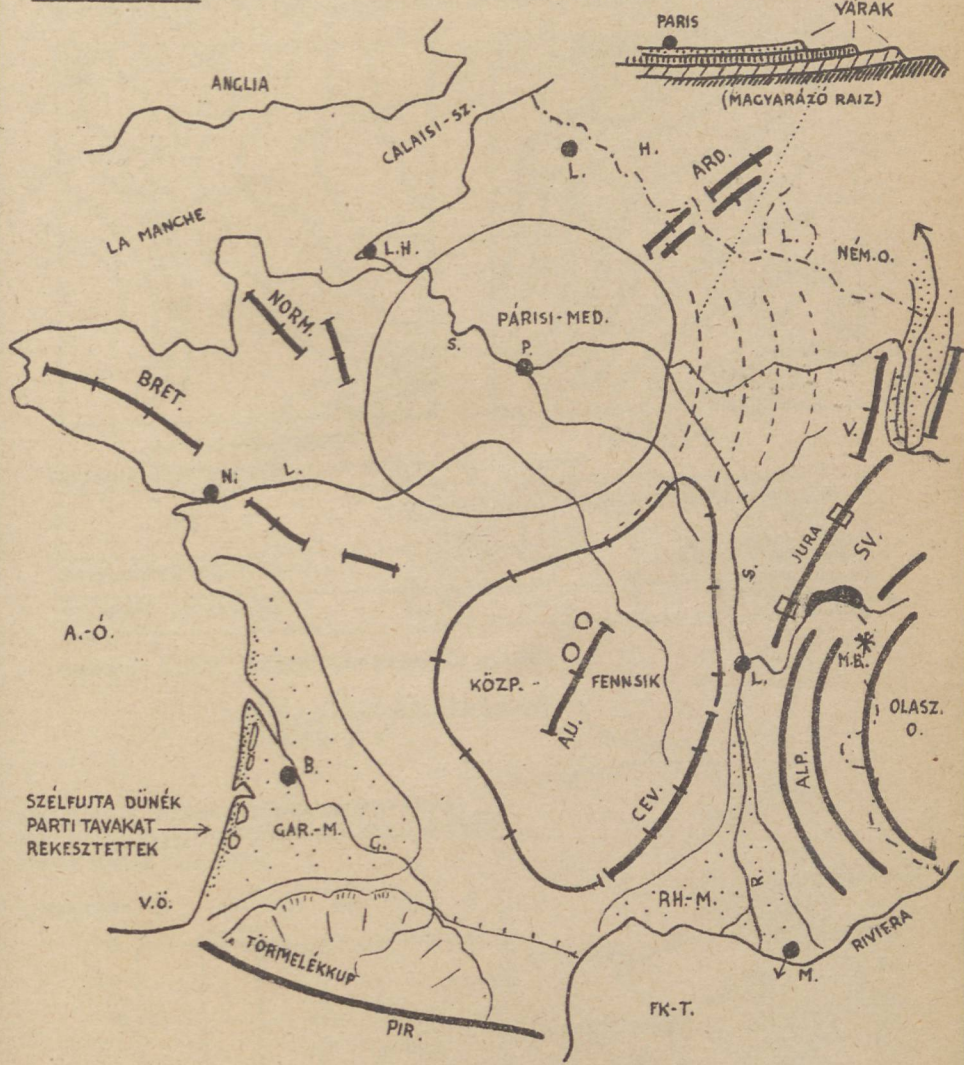 PARIS
VÁRAK
(MAGYARÁZÓ RAJZ)
ANGLIA
CALAISI-SZ.
LA MANCHE
L.
H.
ARD.
L.
NÉM.O.
L.H.
NORM.
PÁRISI-MED.
S.
P.
BRET.
V.
N.
L.
JURA
SV.
S.
A.-Ó.
KÖZP.-
FENNSIK
AU.
L.
M.B.
OLASZ.
O.
ALP.
CEV.
B.
SZÉLFUJTA DÜNÉK
PARTI TAVAKAT
REKESZTETTEK
GAR.-M.
G.
V.Ö.
RH.-M.
R.
RIVIERA
TÖRMELÉKKUP
M.
PIR.
FK-T.